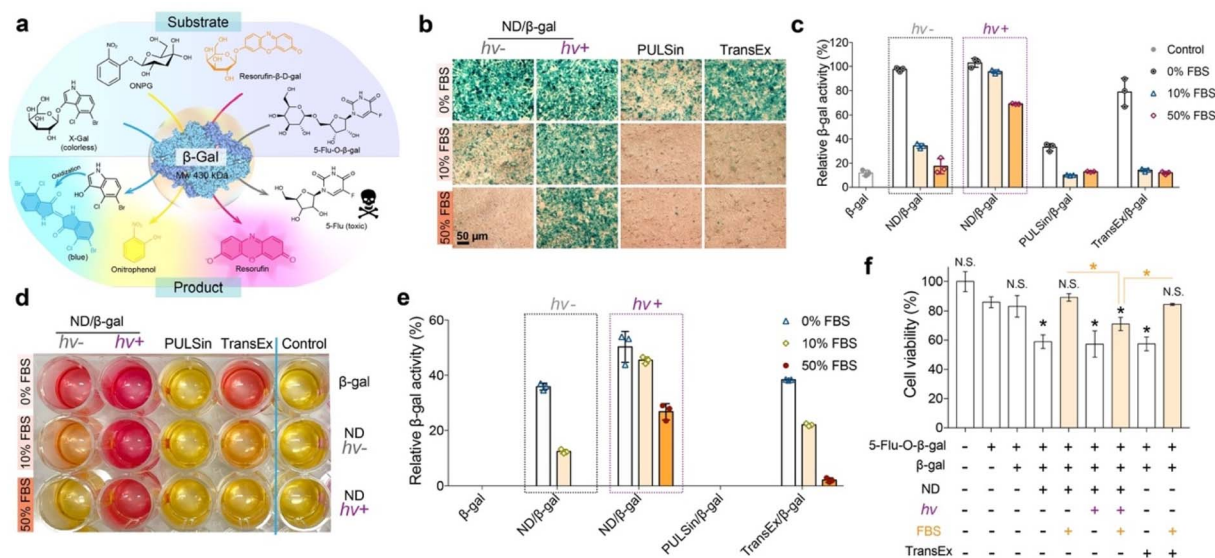 a
Substrate
NO₂
HO
OH
ONPG
Resorufin-β-D-gal
X-Gal
(colorless)
5-Flu-O-β-gal
β-Gal
Mw 430 kDa
Oxidization
(blue)
Onitrophenol
Resorufin
5-Flu (toxic)
Product
b
ND/β-gal
hv-
hv+
PULSin
TransEx
0% FBS
10% FBS
50% FBS
50 μm
c
hv-
hv+
Relative β-gal activity (%)
140
120
100
80
60
40
20
0
β-gal
ND/β-gal
ND/β-gal
PULSin/β-gal
TransEx/β-gal
Control
0% FBS
10% FBS
50% FBS
d
ND/β-gal
hv-
hv+
PULSin
TransEx
Control
0% FBS
10% FBS
50% FBS
β-gal
ND
hv-
ND
hv+
e
hv-
hv+
Relative β-gal activity (%)
60
40
20
0
β-gal
ND/β-gal
ND/β-gal
PULSin/β-gal
TransEx/β-gal
0% FBS
10% FBS
50% FBS
f
Cell viability (%)
120
100
80
60
40
20
0
N.S.
N.S.
*
N.S.
*
*
*
N.S.
*
*
5-Flu-O-β-gal - + + + + + + + +
β-gal - - + + + + + + +
ND - - - + + + + - -
hv - - - - - + + - -
FBS - - - - + - + - +
TransEx - - - - - - - + +